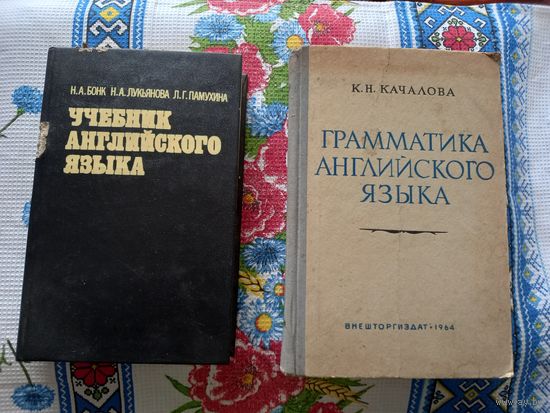 Н.А.БОНК Н.А.ЛУКЬЯНОВА Л.Г.ПАМУХИНА
УЧЕБНИК
АНГЛИЙСКОГО
ЯЗЫКА
К.Н.КАЧАЛОВА
ГРАММАТИКА
АНГЛИЙСКОГО
ЯЗЫКА
ВНЕШТОРГИЗДАТ·1964